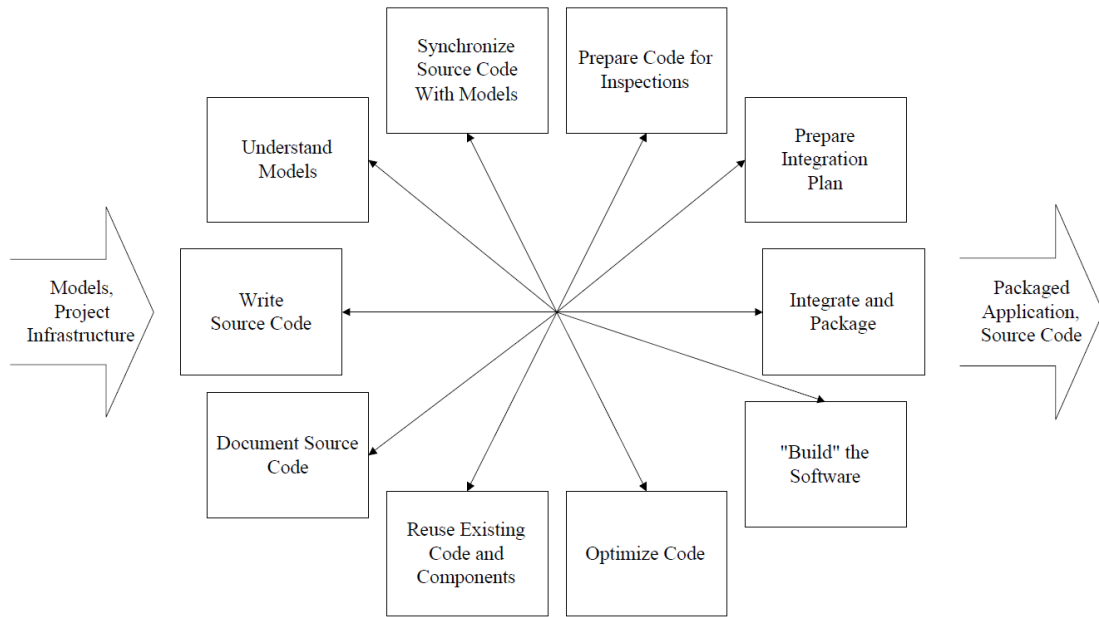 Synchronize
Source Code
With Models
Prepare Code for
Inspections
Understand
Models
Prepare
Integration
Plan
Models,
Project
Infrastructure
Write
Source Code
Integrate and
Package
Packaged
Application,
Source Code
Document Source
Code
"Build" the
Software
Reuse Existing
Code and
Components
Optimize Code